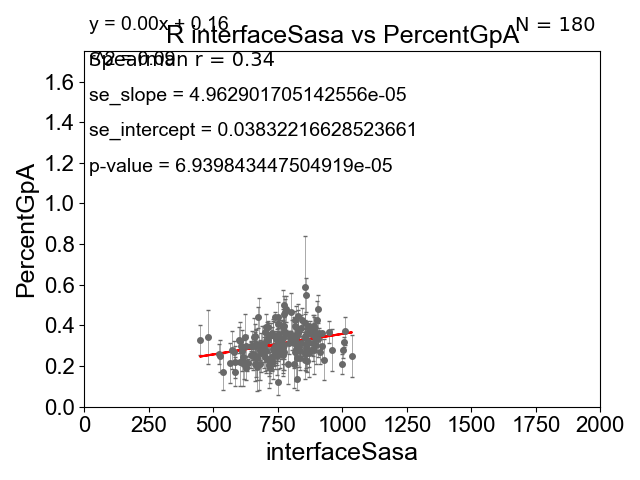 y = 0.00x + 0.16
N = 180
R interfaceSasa vs PercentGpA
Spearman r = 0.34
se_slope = 4.962901705142556e-05
se_intercept = 0.03832216628523661
p-value = 6.939843447504919e-05
PercentGpA
1.6
1.4
1.2
1.0
0.8
0.6
0.4
0.2
0.0
0 250 500 750 1000 1250 1500 1750 2000
interfaceSasa